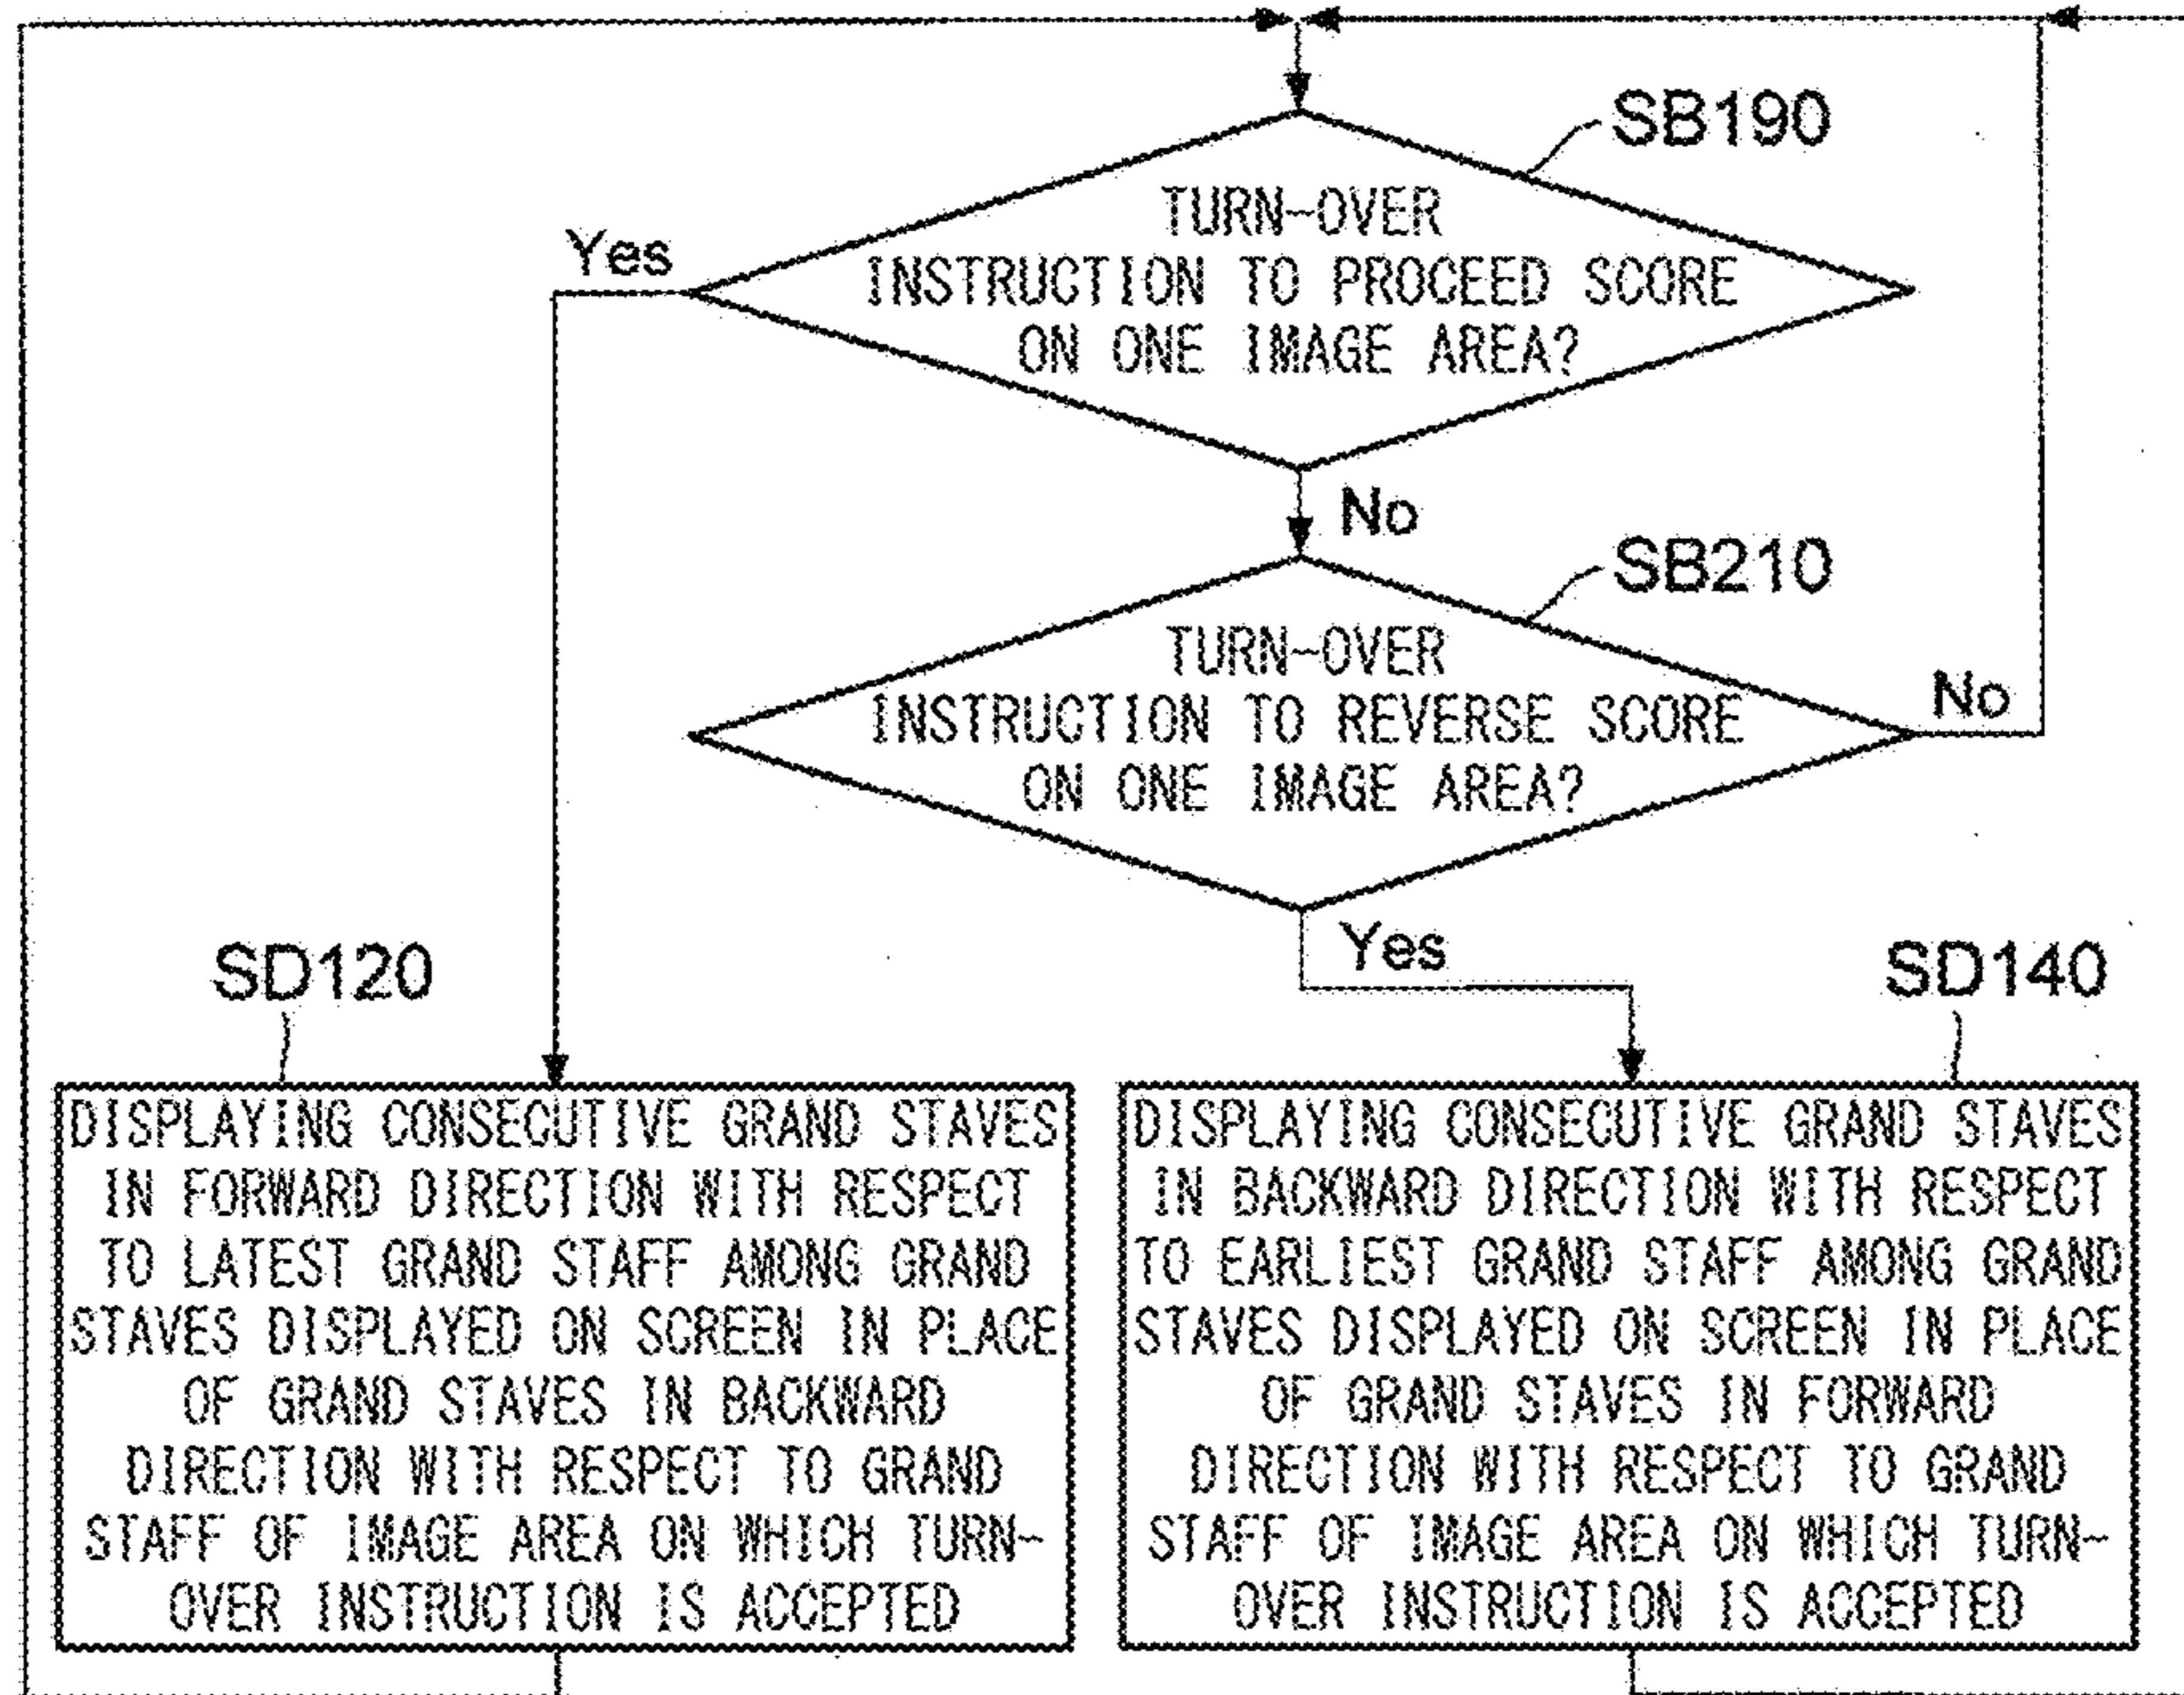 SB190
TURN-OVER
INSTRUCTION TO PROCEED SCORE
ON ONE IMAGE AREA?
Yes
No
SB210
TURN-OVER
INSTRUCTION TO REVERSE SCORE
ON ONE IMAGE AREA?
No
Yes
SD120
DISPLAYING CONSECUTIVE GRAND STAVES
IN FORWARD DIRECTION WITH RESPECT
TO LATEST GRAND STAFF AMONG GRAND
STAVES DISPLAYED ON SCREEN IN PLACE
OF GRAND STAVES IN BACKWARD
DIRECTION WITH RESPECT TO GRAND
STAFF OF IMAGE AREA ON WHICH TURN-
OVER INSTRUCTION IS ACCEPTED
SD140
DISPLAYING CONSECUTIVE GRAND STAVES
IN BACKWARD DIRECTION WITH RESPECT
TO EARLIEST GRAND STAFF AMONG GRAND
STAVES DISPLAYED ON SCREEN IN PLACE
OF GRAND STAVES IN FORWARD
DIRECTION WITH RESPECT TO GRAND
STAFF OF IMAGE AREA ON WHICH TURN-
OVER INSTRUCTION IS ACCEPTED